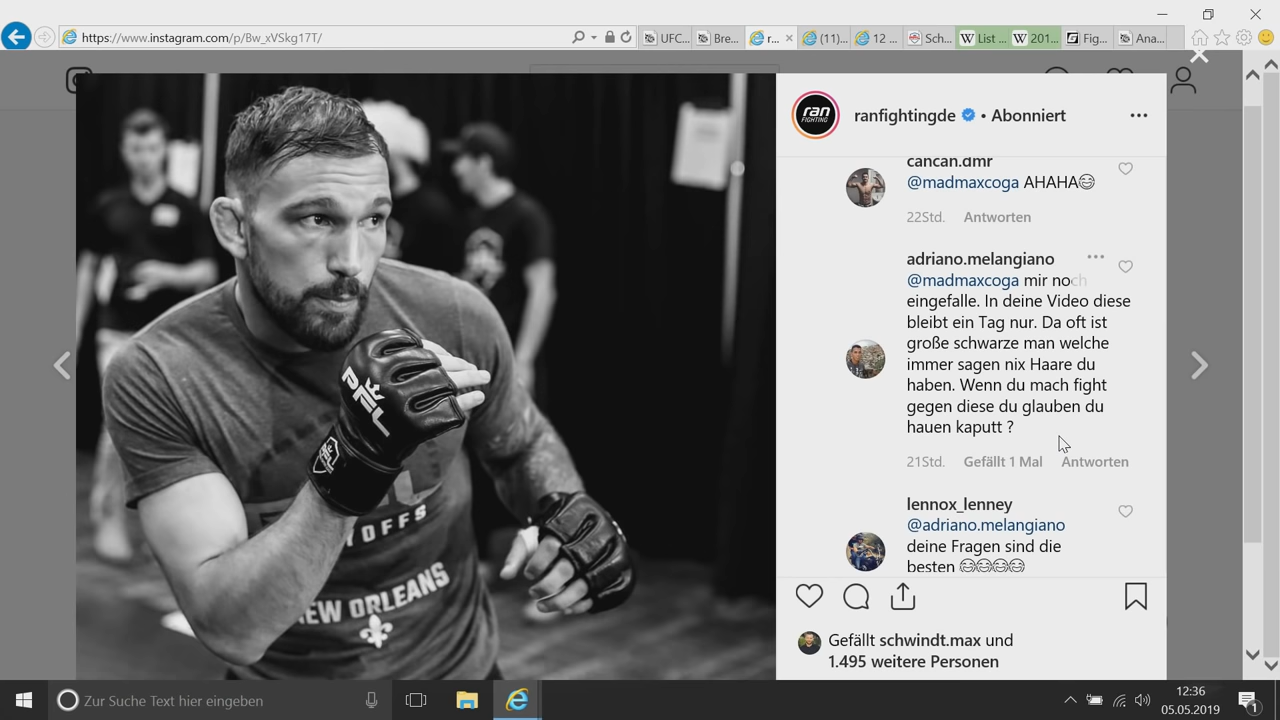 https://www.instagram.com/p/Bw_xVSkg17T/
UFC...
Bre...
r...
(11)...
12 ...
Sch...
List ...
201...
Fig...
Ana...
ran
FIGHTING
ranfightingde • Abonniert
cancan.dmr
@madmaxcoga AHAHA😅
22Std. Antworten
adriano.melangiano
@madmaxcoga mir noch
eingefalle. In deine Video diese
bleibt ein Tag nur. Da oft ist
große schwarze man welche
immer sagen nix Haare du
haben. Wenn du mach fight
gegen diese du glauben du
hauen kaputt ?
21Std. Gefällt 1 Mal Antworten
lennox_lenney
@adriano.melangiano
deine Fragen sind die
besten 😂😂😂😂
Gefällt schwindt.max und
1.495 weitere Personen
PFL
YOFFS
NEW ORLEANS
Zur Suche Text hier eingeben
12:36
05.05.2019
1